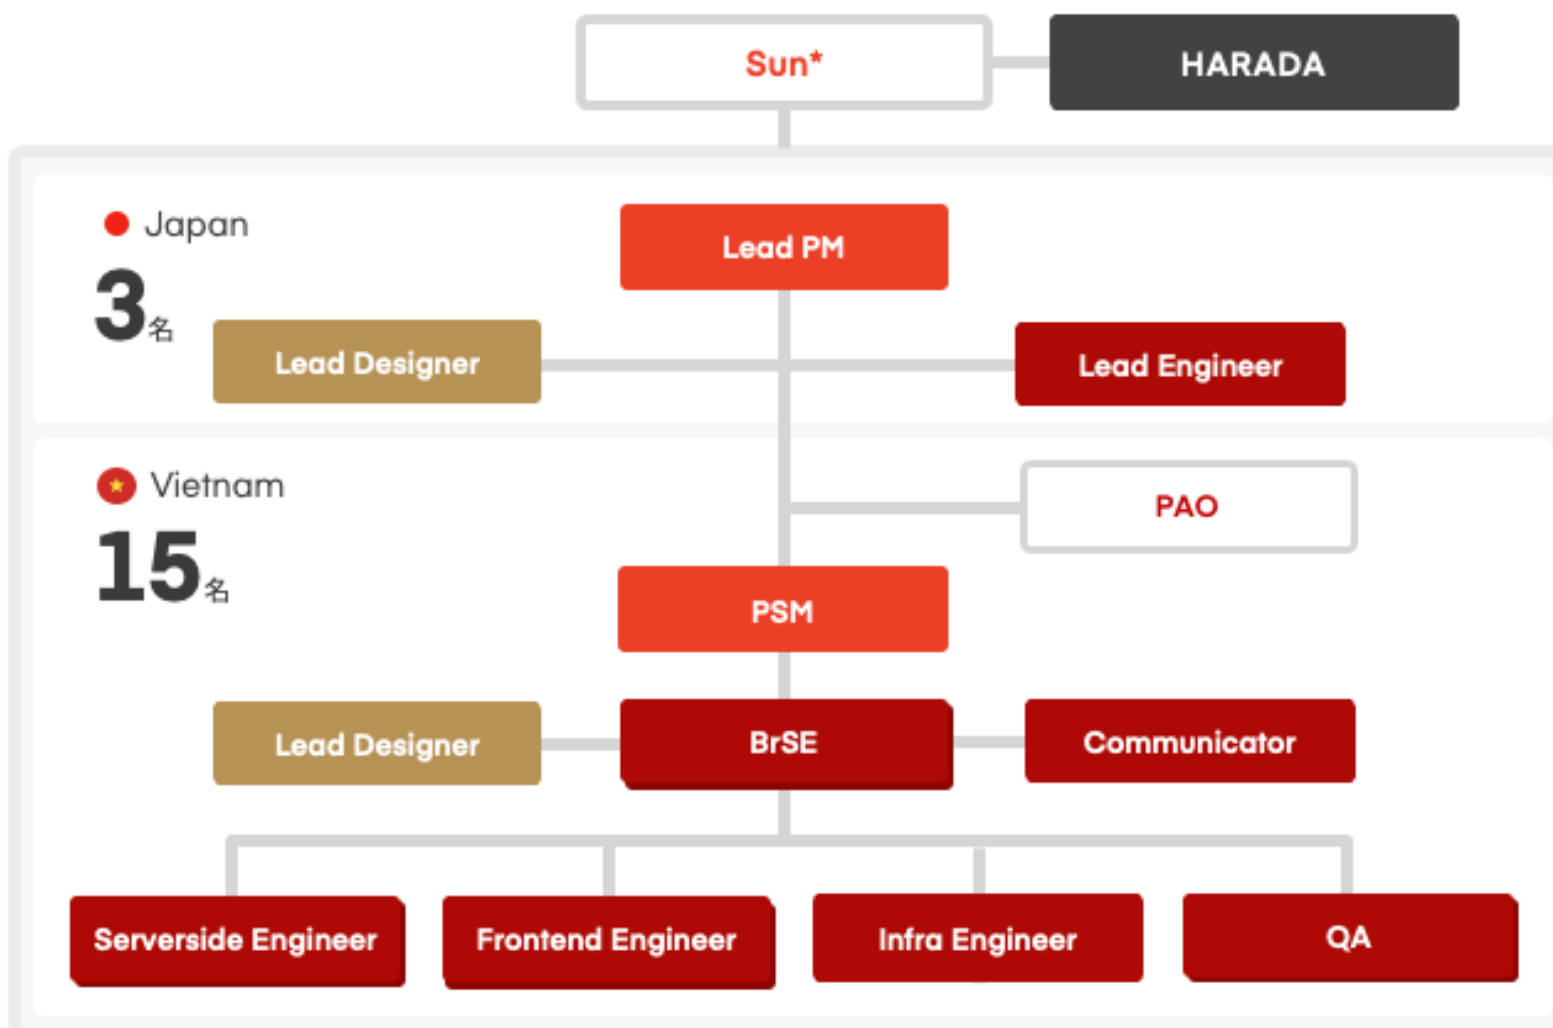 Sun*
HARADA
Japan
3名
Lead PM
Lead Designer
Lead Engineer
Vietnam
15名
PAO
PSM
Lead Designer
BrSE
Communicator
Serverside Engineer
Frontend Engineer
Infra Engineer
QA